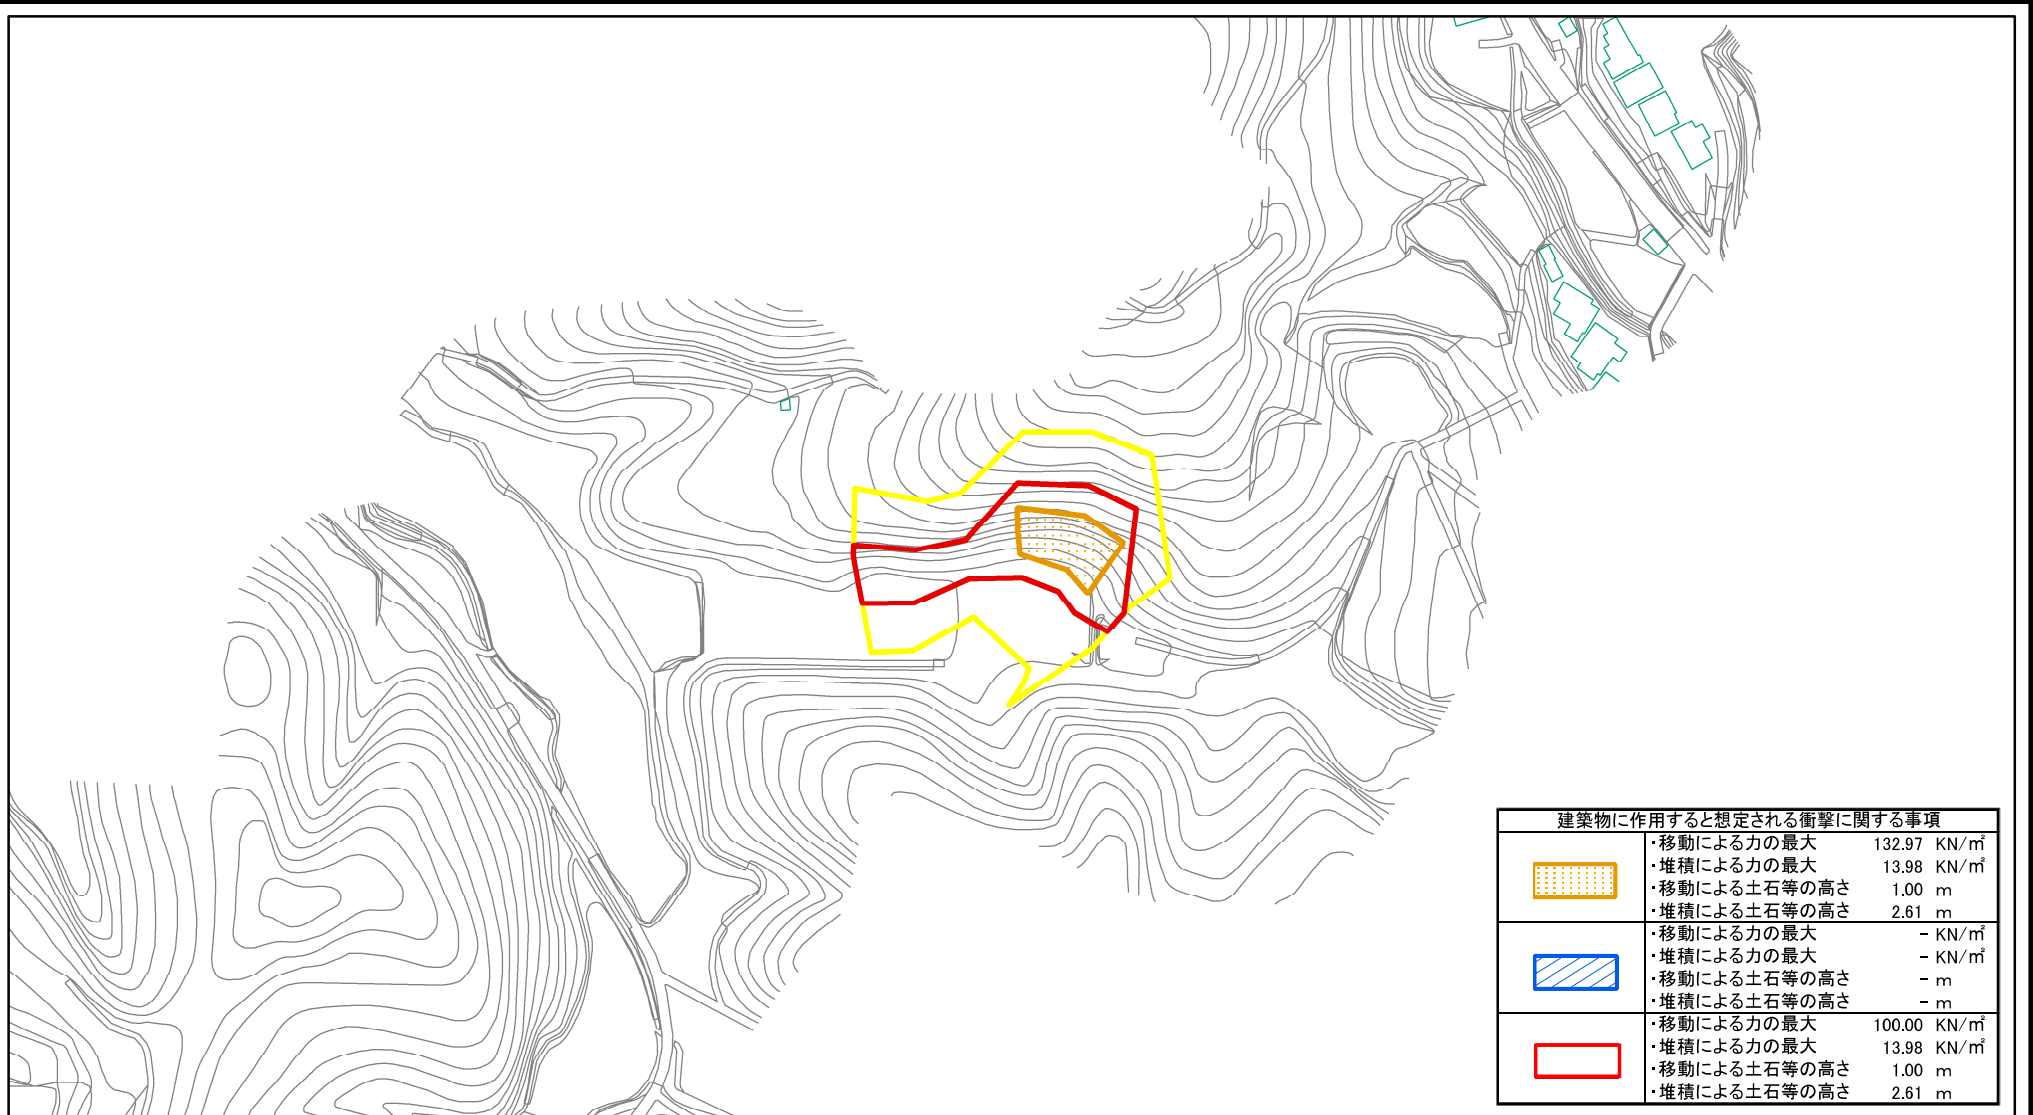 建築物に作用すると想定される衝撃に関する事項
・移動による力の最大 132.97 KN/㎡
・堆積による力の最大 13.98 KN/㎡
・移動による土石等の高さ 1.00 m
・堆積による土石等の高さ 2.61 m
・移動による力の最大 - KN/㎡
・堆積による力の最大 - KN/㎡
・移動による土石等の高さ - m
・堆積による土石等の高さ - m
・移動による力の最大 100.00 KN/㎡
・堆積による力の最大 13.98 KN/㎡
・移動による土石等の高さ 1.00 m
・堆積による土石等の高さ 2.61 m